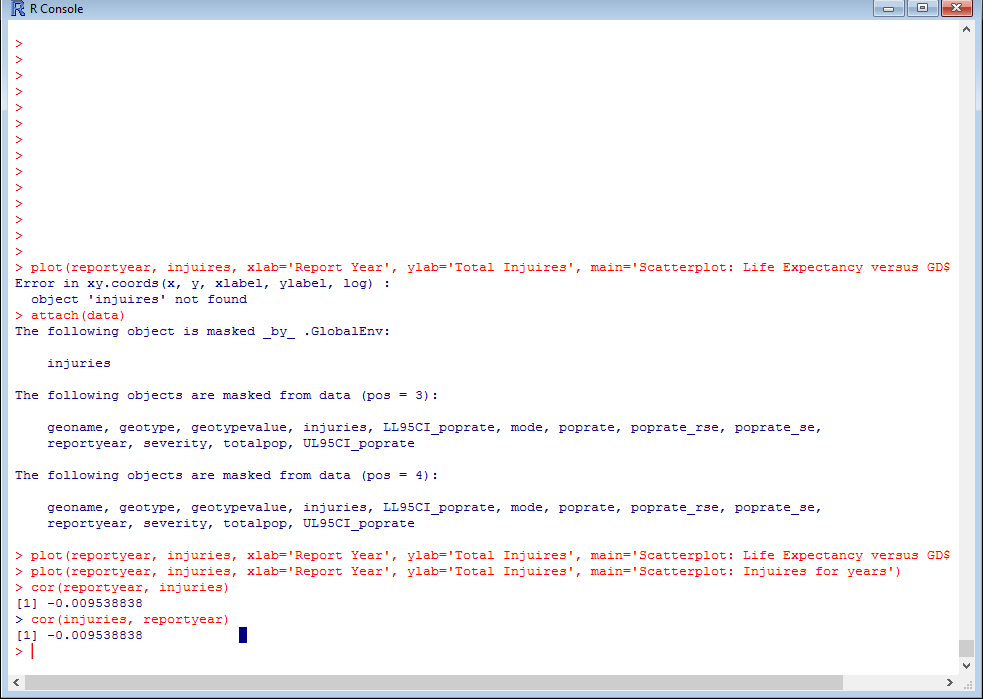 R Console
>
>
>
>
>
>
>
>
>
>
>
>
>
>
> plot(reportyear, injuires, xlab='Report Year', ylab='Total Injuires', main='Scatterplot: Life Expectancy versus GD$
Error in xy.coords(x, y, xlabel, ylabel, log) :
  object 'injuires' not found
> attach(data)
The following object is masked _by_ .GlobalEnv:
    injuries
The following objects are masked from data (pos = 3):
    geoname, geotype, geotypevalue, injuries, LL95CI_poprate, mode, poprate, poprate_rse, poprate_se,
    reportyear, severity, totalpop, UL95CI_poprate
The following objects are masked from data (pos = 4):
    geoname, geotype, geotypevalue, injuries, LL95CI_poprate, mode, poprate, poprate_rse, poprate_se,
    reportyear, severity, totalpop, UL95CI_poprate
> plot(reportyear, injuries, xlab='Report Year', ylab='Total Injuires', main='Scatterplot: Life Expectancy versus GD$
> plot(reportyear, injuries, xlab='Report Year', ylab='Total Injuires', main='Scatterplot: Injuires for years')
> cor(reportyear, injuries)
[1] -0.009538838
> cor(injuries, reportyear)
[1] -0.009538838
>